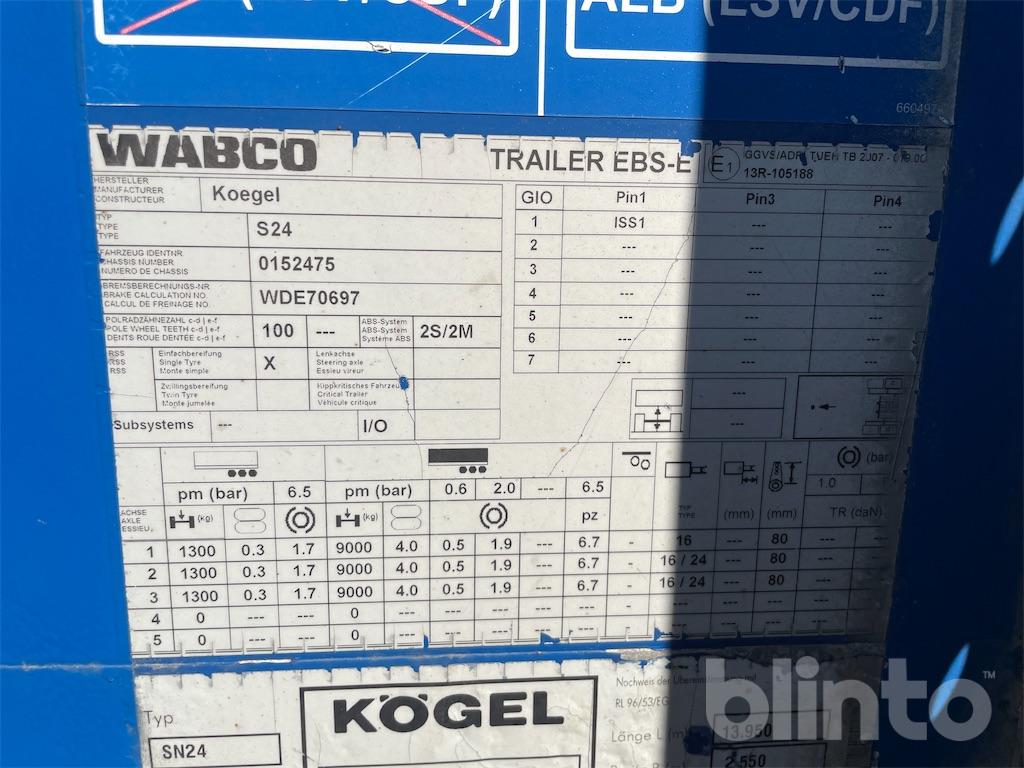 ALB (LSV/CDF)
660497
WABCO
TRAILER EBS-E
E1
13R-105188
HERSTELLER
MANUFACTURER
CONSTRUCTEUR
Koegel
TYP
TYPE
TYPE
S24
FAHRZEUG IDENTNR.
CHASSIS NUMBER
NUMERO DE CHASSIS
0152475
BREMSBERECHNUNGS-NR
BRAKE CALCULATION NO.
CALCUL DE FREINAGE NO.
WDE70697
POLRADZÄHNEZAHL c-d | e-f
POLE WHEEL TEETH c-d | e-f
DENTS ROUE DENTEE c-d | e-f
100 ---
ABS-System
ABS-System
Système ABS
2S/2M
RSS
RSS
RSS
Einfachbereifung
Single Tyre
Monte simple
X
Lenkachse
Steering axle
Essieu vireur
Zwillingsbereifung
Twin Tyre
Monte jumelée
Kippkritisches Fahrzeug
Critical Trailer
Véhicule critique
Subsystems --- I/O
GIO Pin1 Pin3 Pin4
1 ISS1 --- ---
2 --- --- ---
3 --- --- ---
4 --- --- ---
5 --- --- ---
6 --- --- ---
7 --- --- ---
---
---
pm (bar) 6.5 pm (bar) 0.6 2.0 --- 6.5
(bar)
1.0
ACHSE
AXLE
ESSIEU
(kg) (kg) pz
TYP
TYPE
(mm) (mm) TR (daN)
1 1300 0.3 1.7 9000 4.0 0.5 1.9 --- 6.7 - 16 --- 80 --- ---
2 1300 0.3 1.7 9000 4.0 0.5 1.9 --- 6.7 - 16 / 24 --- 80 --- ---
3 1300 0.3 1.7 9000 4.0 0.5 1.9 --- 6.7 - 16 / 24 --- 80 --- ---
4 0 --- --- 0 --- --- --- --- --- - --- --- --- --- ---
5 0 --- --- 0 --- --- --- --- --- - --- --- --- --- ---
Typ
SN24
KÖGEL
RL 96/53/EG
Länge L
13.950
2.550
blinto™